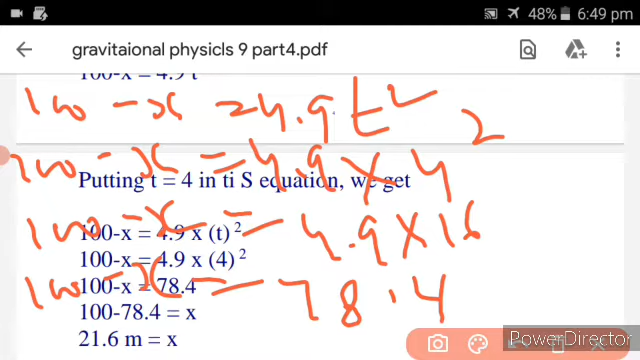 48% 6:49 pm
gravitaional physicls 9 part4.pdf
100-x = 4.9 t
100 - x = 4.9 t²
100 - x = 4.9 × 4 2
Putting t = 4 in ti S equation, we get
100 - x = 4.9 × 16
100-x = 4.9 x (t) 2
100-x = 4.9 x (4) 2
100 - x = 78.4
100-x = 78.4
100-78.4 = x
21.6 m = x
PowerDirector